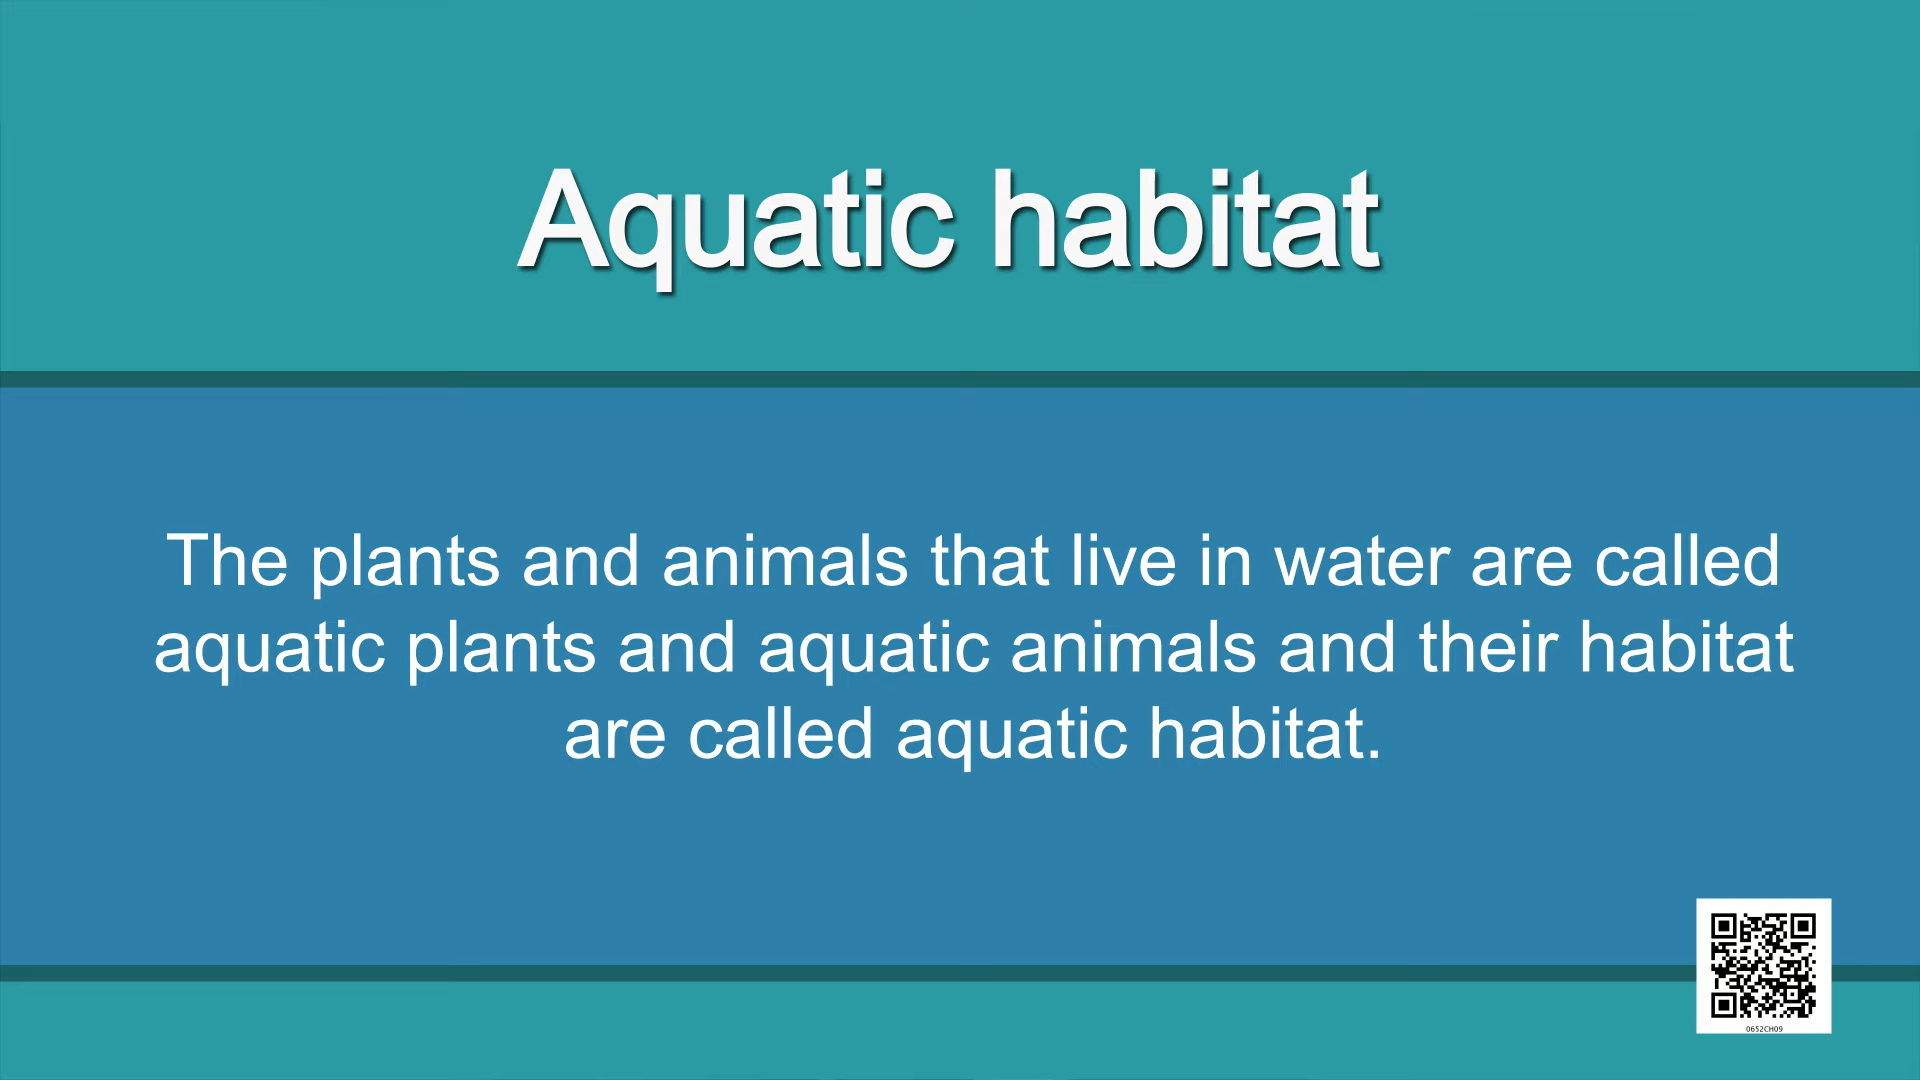 Aquatic habitat
The plants and animals that live in water are called
aquatic plants and aquatic animals and their habitat
are called aquatic habitat.
0652CH09